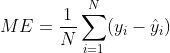 ME = \frac{1}{N} \sum_{i=1}^{N} (y_i - \hat{y}_i)